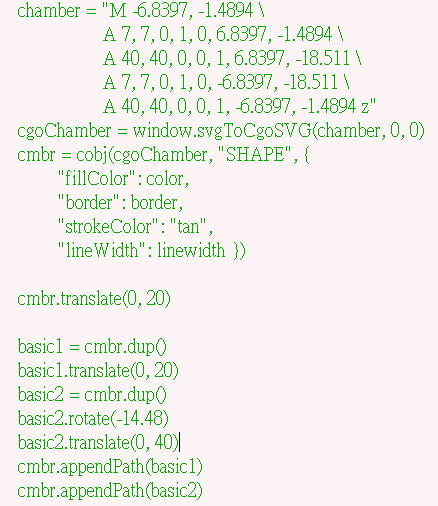 chamber = "M -6.8397, -1.4894 \
A 7, 7, 0, 1, 0, 6.8397, -1.4894 \
A 40, 40, 0, 0, 1, 6.8397, -18.511 \
A 7, 7, 0, 1, 0, -6.8397, -18.511 \
A 40, 40, 0, 0, 1, -6.8397, -1.4894 z"
cgoChamber = window.svgToCgoSVG(chamber, 0, 0)
cmbr = cobj(cgoChamber, "SHAPE", {
"fillColor": color,
"border": border,
"strokeColor": "tan",
"lineWidth": linewidth })
cmbr.translate(0, 20)
basic1 = cmbr.dup()
basic1.translate(0, 20)
basic2 = cmbr.dup()
basic2.rotate(-14.48)
basic2.translate(0, 40)
cmbr.appendPath(basic1)
cmbr.appendPath(basic2)